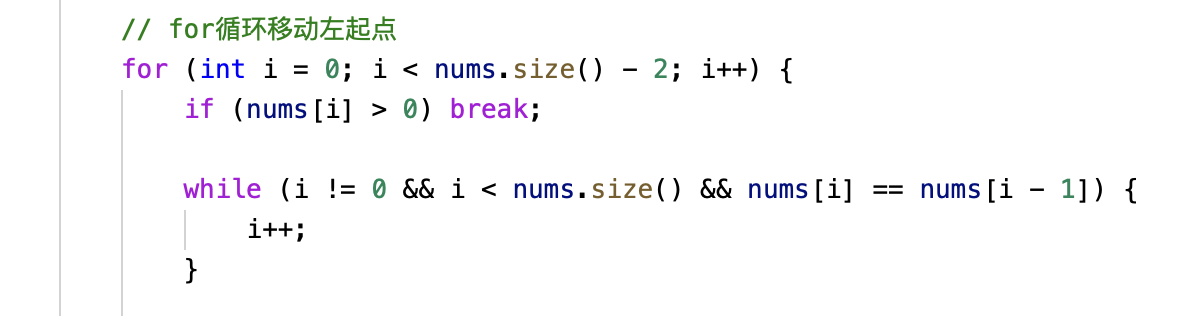 // for循环移动左起点
for (int i = 0; i < nums.size() - 2; i++) {
if (nums[i] > 0) break;
while (i != 0 && i < nums.size() && nums[i] == nums[i - 1]) {
i++;
}